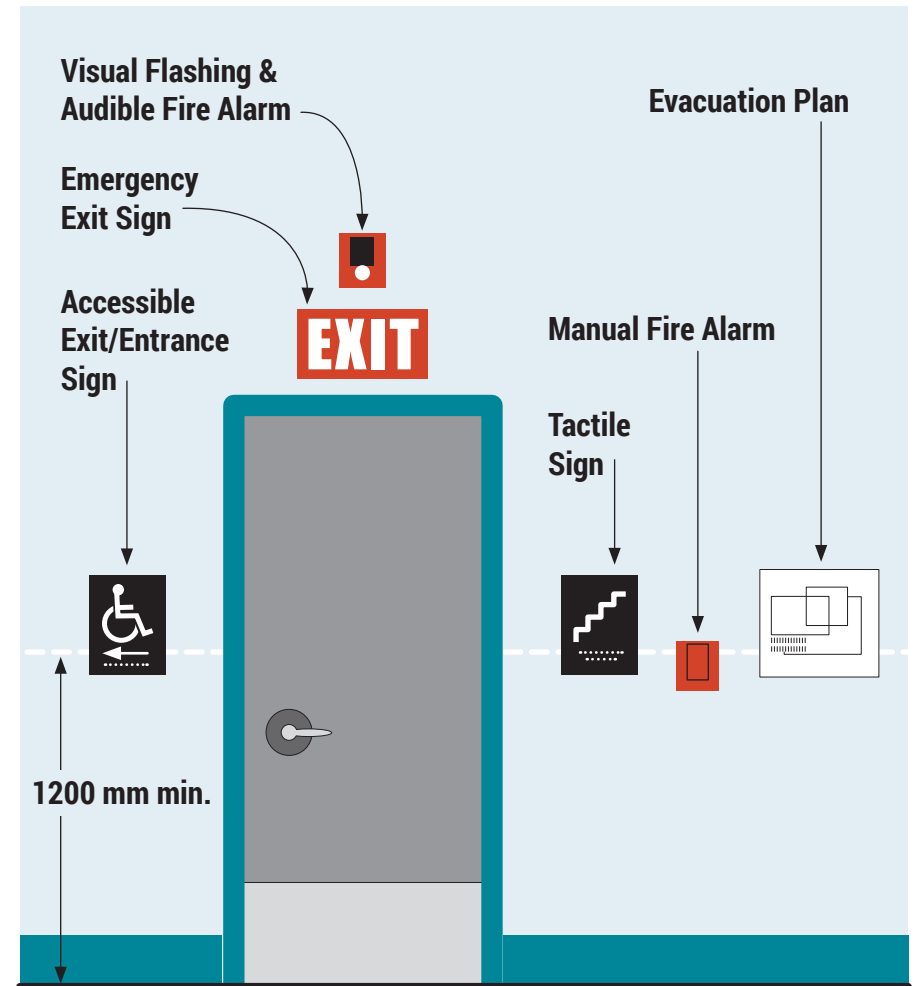 Visual Flashing &
Audible Fire Alarm
Evacuation Plan
Emergency
Exit Sign
Accessible
Exit/Entrance
Sign
EXIT
Manual Fire Alarm
Tactile
Sign
1200 mm min.